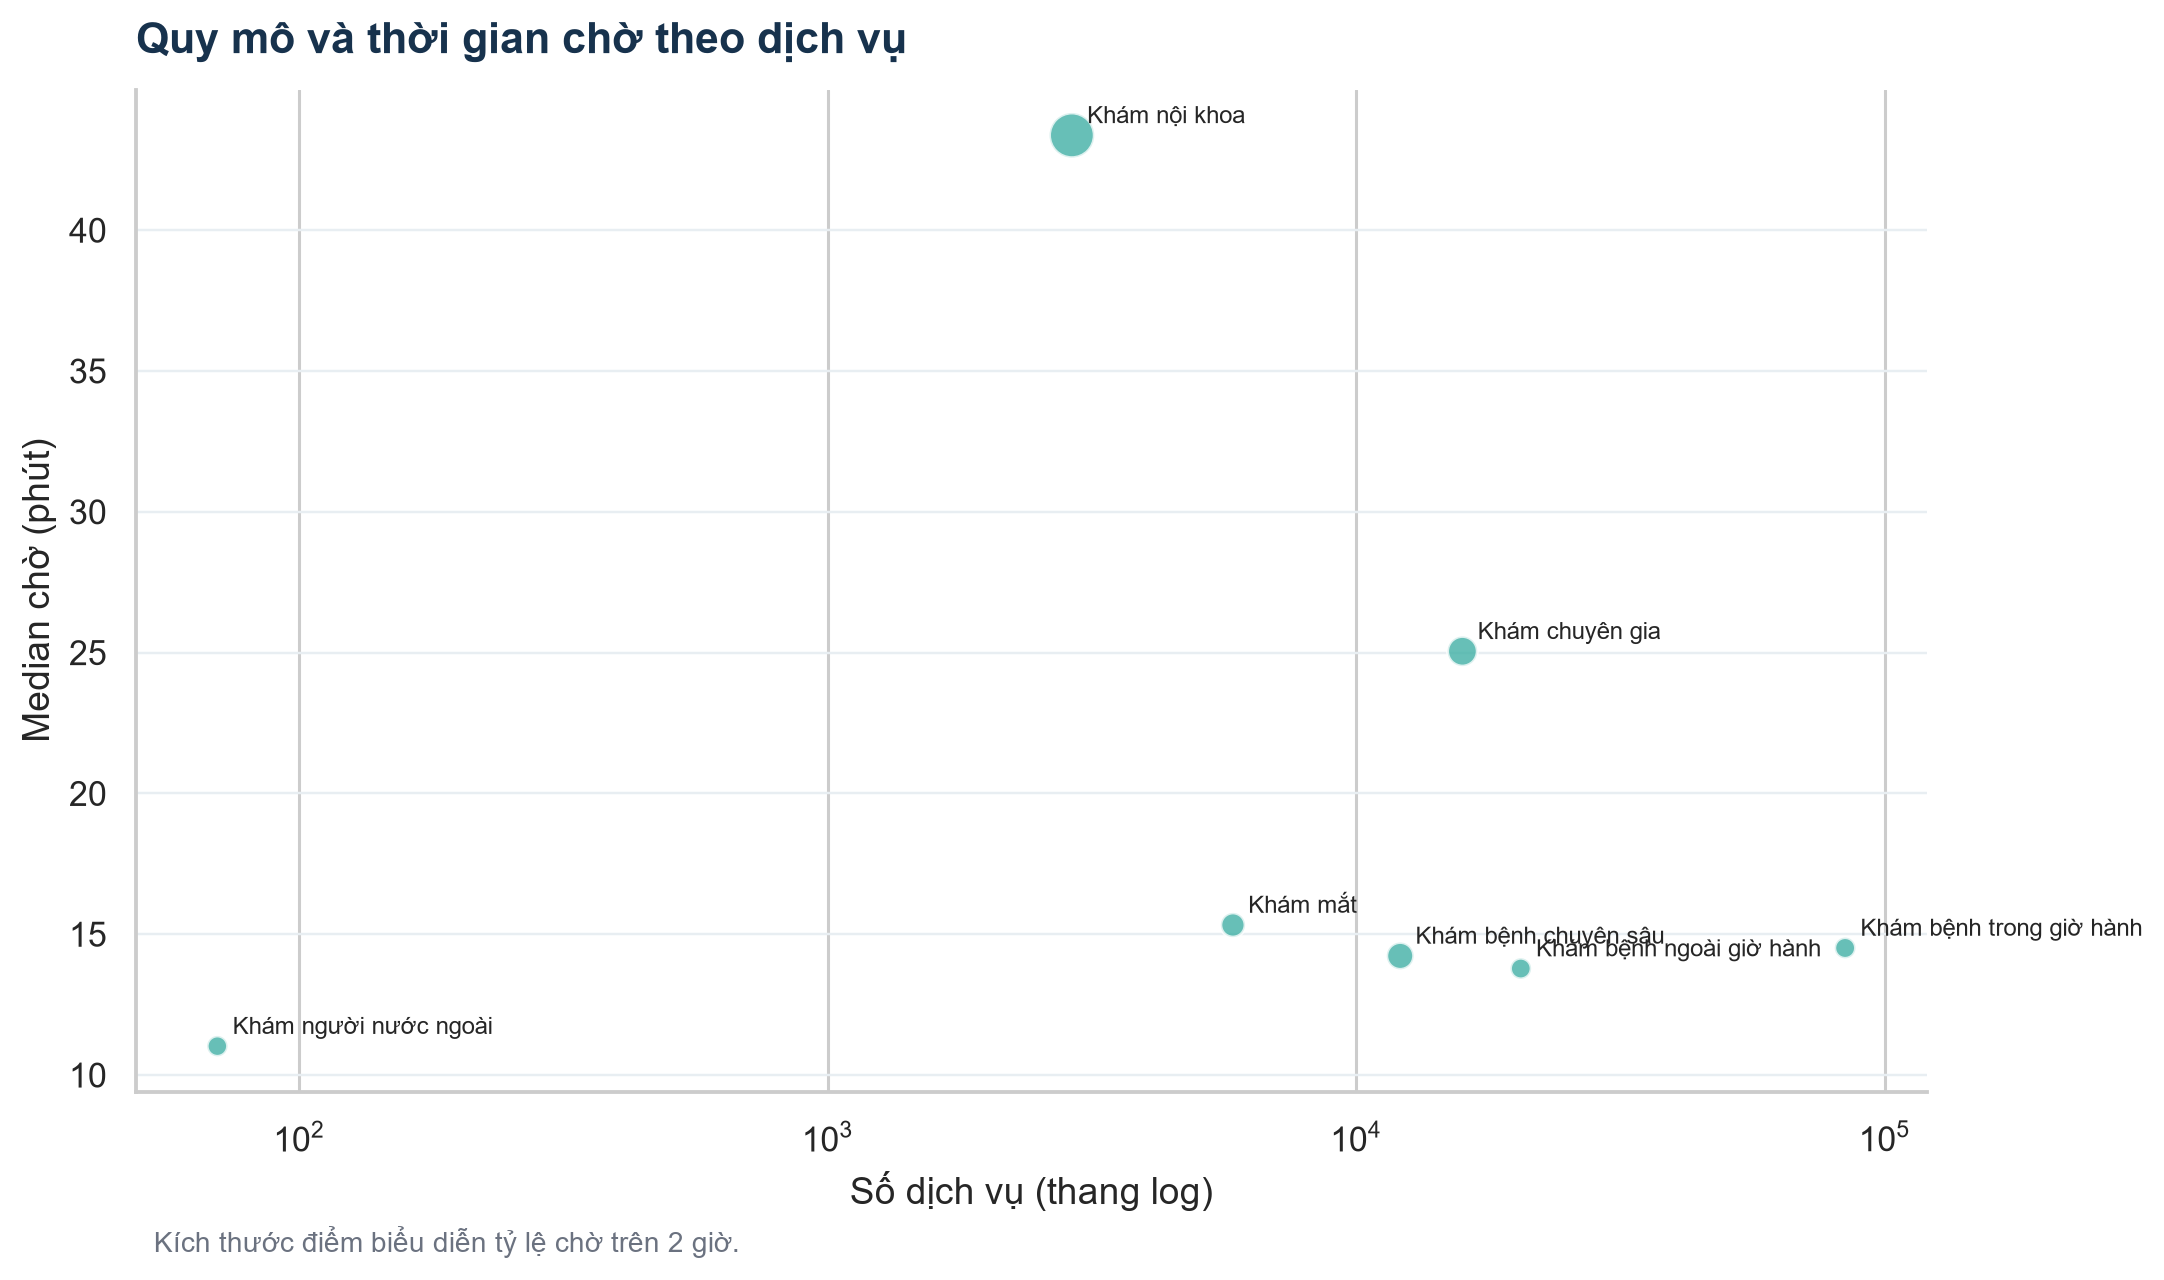 Quy mô và thời gian chờ theo dịch vụ
Khám nội khoa
40
35
Median chờ (phút)
30
Khám chuyên gia
25
20
Khám mắt
15
Khám bệnh chuyên sâu
Khám bệnh ngoài giờ hành
Khám bệnh trong giờ hành
Khám người nước ngoài
10
10²
10³
10⁴
10⁵
Số dịch vụ (thang log)
Kích thước điểm biểu diễn tỷ lệ chờ trên 2 giờ.